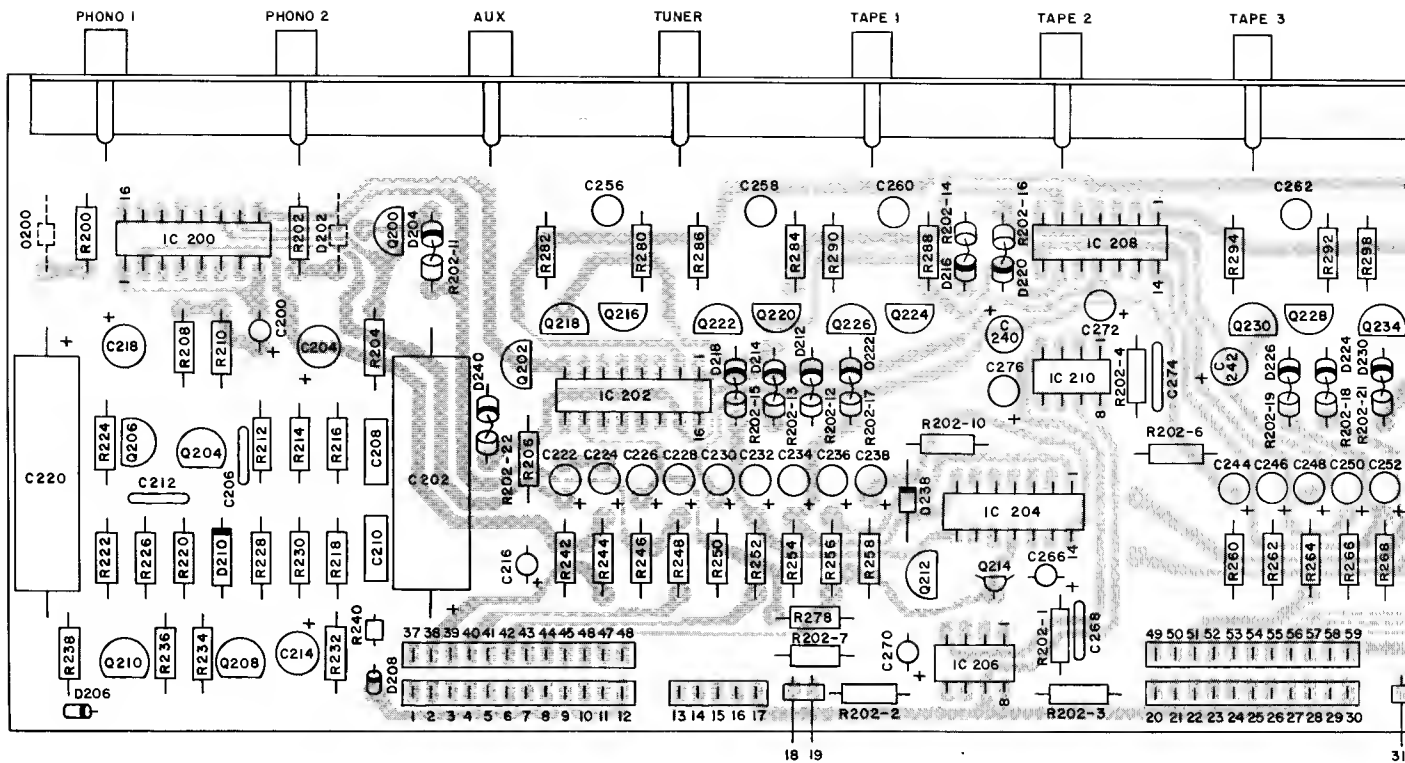 PHONO 1 PHONO 2 AUX TUNER TAPE 1 TAPE 2 TAPE 3
D200 R200 16 IC 200 1 R202 D202 Q200 D204 R202-11
C256 R282 R280 R286 C258 R284 R290 C260 R288 R202-14 D216 R202-16 D220 1 IC 208 14 C262 R294 R292 R298
+ C218 R208 R210 C200 + C204 + R204 Q218 Q216 Q222 Q220 Q226 Q224 + C 240 C272 + Q230 Q228 Q234
+ C220 D240 Q202 1 IC 202 16 D218 D214 D212 D222 C276 + 1 IC 210 8 R202-4 C274 C 242 + D226 D224 D230
R202-22 R202-15 R202-13 R202-12 R202-17 R202-19 R202-18 R202-21
R224 Q206 Q204 C206 R212 R214 R216 C208 C202 R206 R202-10 R202-6
C212 C222 C224 C226 C228 C230 C232 C234 C236 C238 D238 1 IC 204 14 C244 C246 C248 C250 C252
+ + + + + + + + + + + + + +
R222 R226 R220 D210 R228 R230 R218 C210 C216 + R242 R244 R246 R248 R250 R252 R254 R256 R258 Q212 Q214 C266 + R260 R262 R264 R266 R268
R238 Q210 R236 R234 Q208 C214 + R232 R240 + R278 R202-1 C268
37 38 39 40 41 42 43 44 45 46 47 48 R202-7 C270 + 1 IC 206 8 49 50 51 52 53 54 55 56 57 58 59
D206 D208 R202-2 R202-3
1 2 3 4 5 6 7 8 9 10 11 12 13 14 15 16 17 20 21 22 23 24 25 26 27 28 29 30
18 19 31